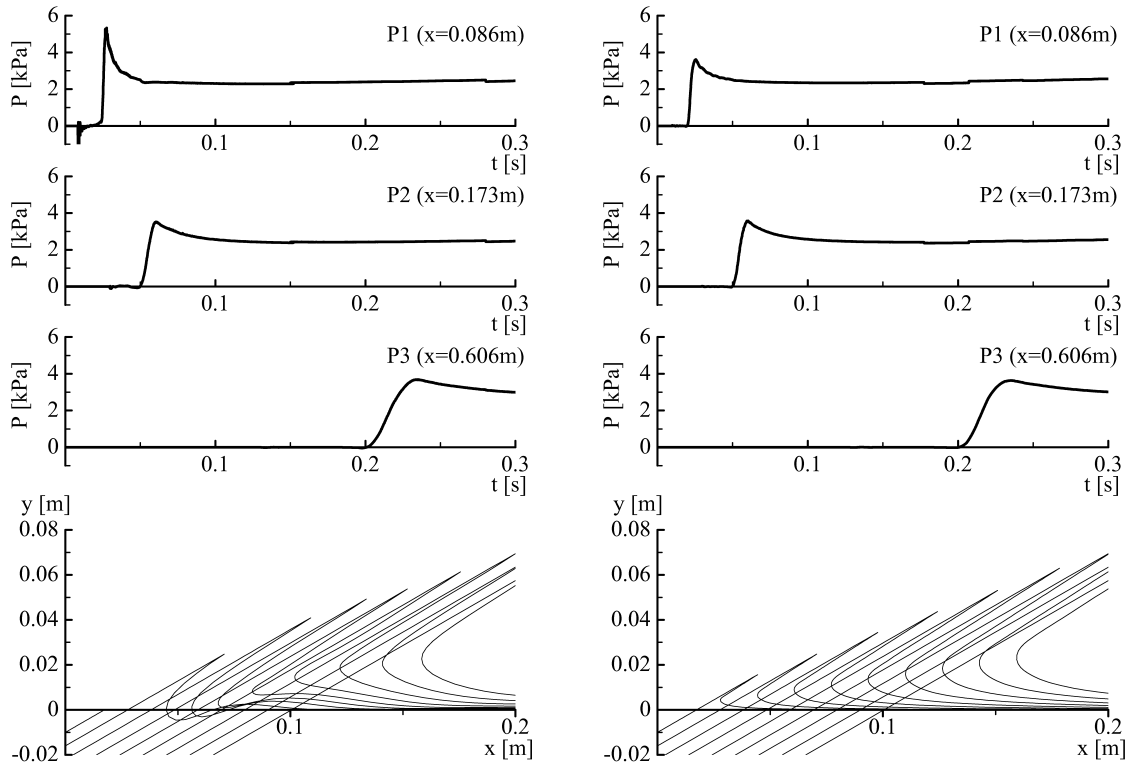 6
P [kPa]
4
2
0
P1 (x=0.086m)
0.1
0.2
0.3
t [s]
6
P [kPa]
4
2
0
P1 (x=0.086m)
0.1
0.2
0.3
t [s]
6
P [kPa]
4
2
0
P2 (x=0.173m)
0.1
0.2
0.3
t [s]
6
P [kPa]
4
2
0
P2 (x=0.173m)
0.1
0.2
0.3
t [s]
6
P [kPa]
4
2
0
P3 (x=0.606m)
0.1
0.2
0.3
t [s]
6
P [kPa]
4
2
0
P3 (x=0.606m)
0.1
0.2
0.3
t [s]
y [m]
0.08
0.06
0.04
0.02
0
-0.02
0.1
0.2
x [m]
y [m]
0.08
0.06
0.04
0.02
0
-0.02
0.1
0.2
x [m]